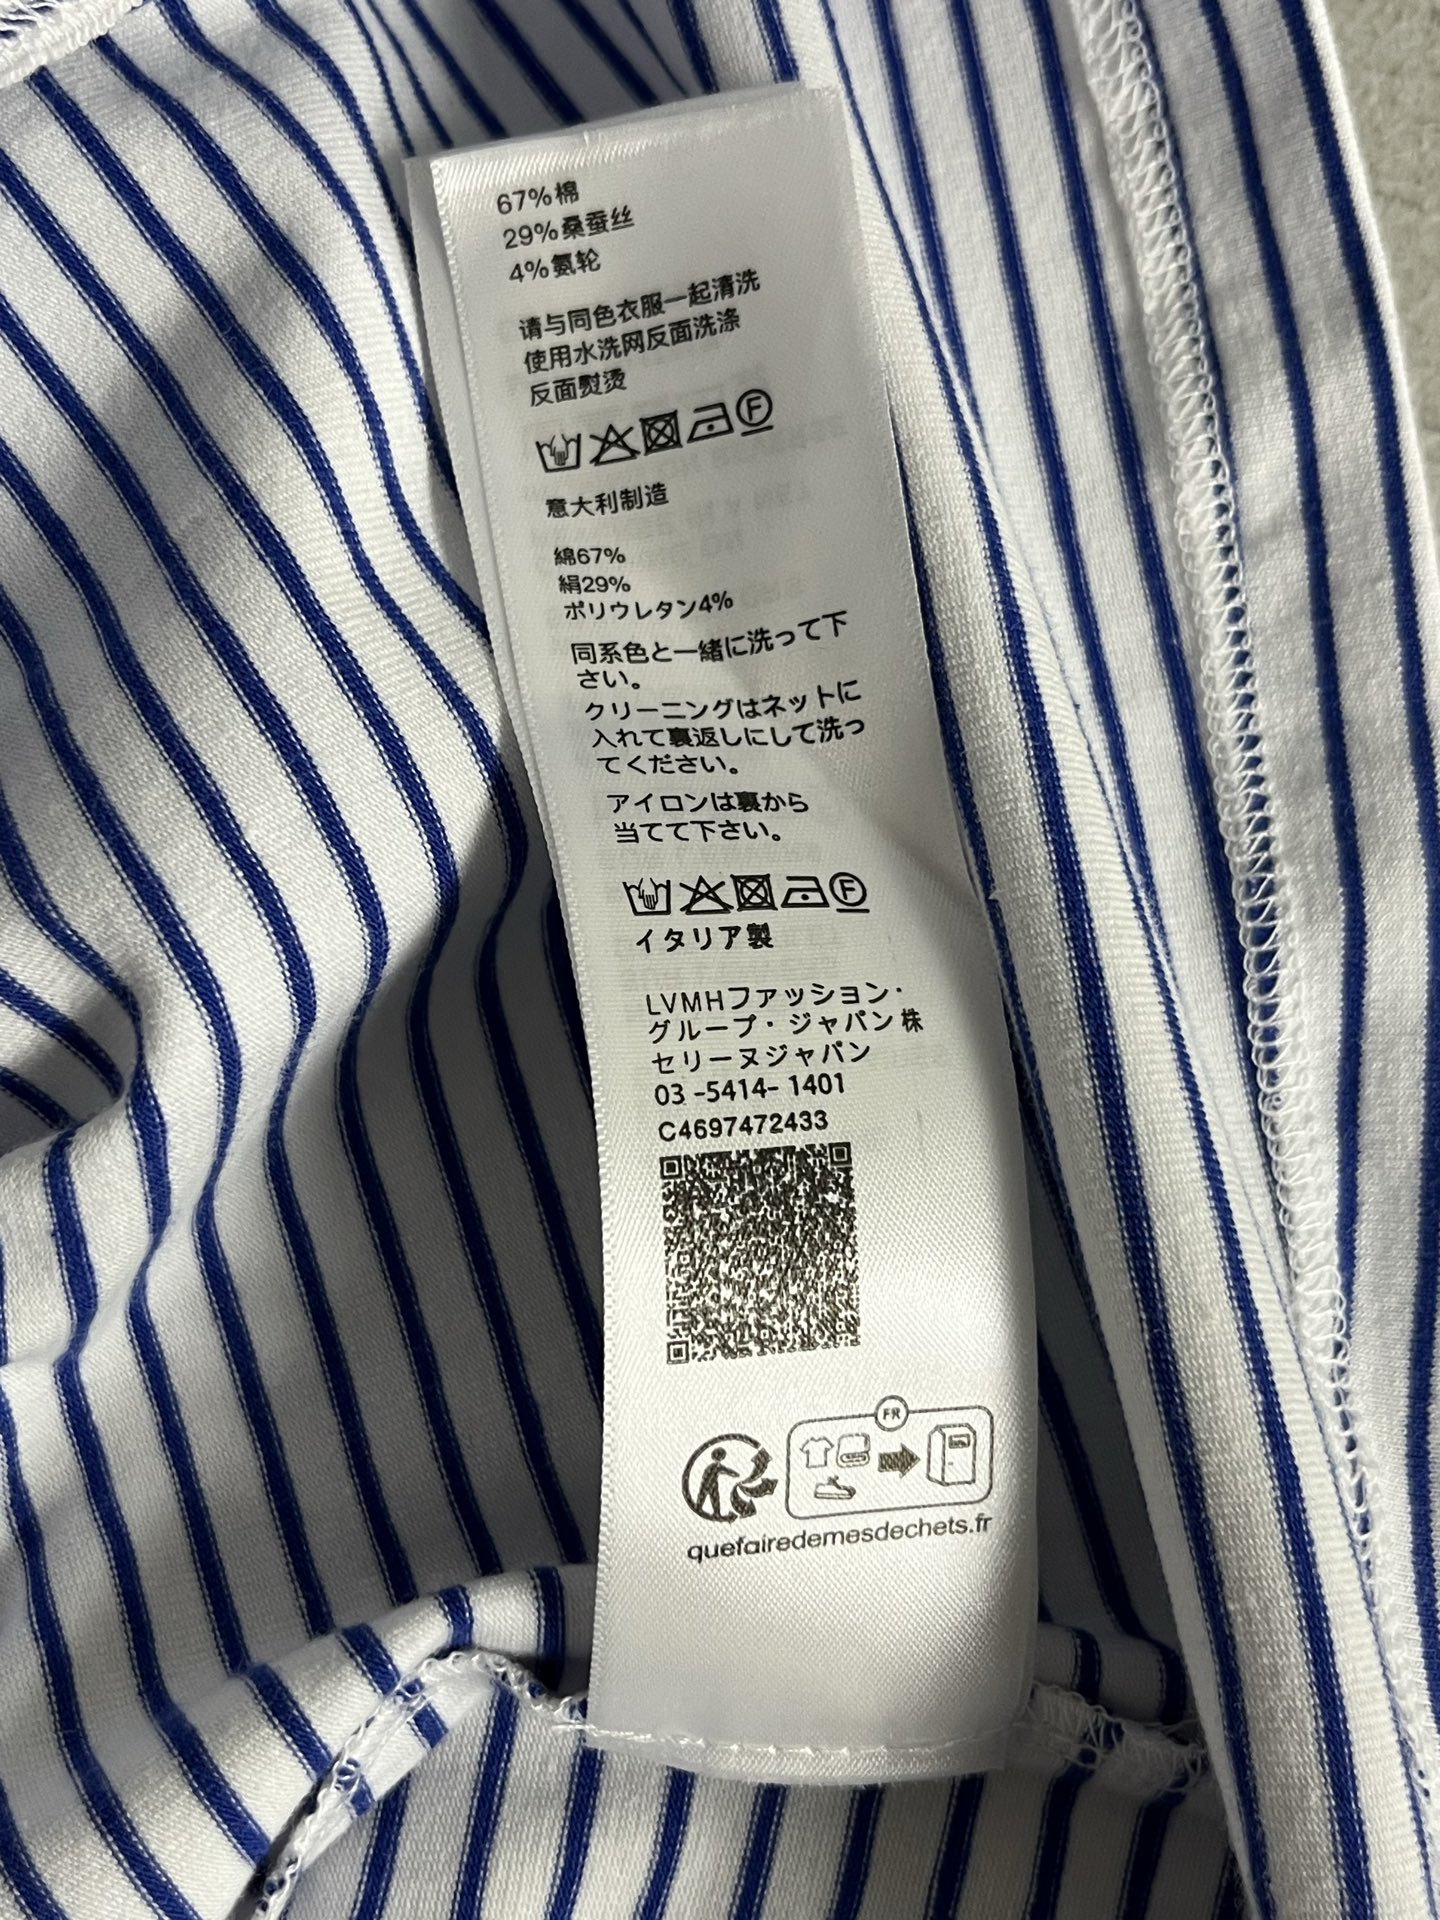 67%棉
29%桑蚕丝
4%氨轮
请与同色衣服一起清洗
使用水洗网反面洗涤
反面熨烫
F
意大利制造
綿67%
絹29%
ポリウレタン4%
同系色と一緒に洗って下
さい。
クリーニングはネットに
入れて裏返しにして洗っ
てください。
アイロンは裏から
当てて下さい。
F
イタリア製
LVMHファッション・
グループ・ジャパン株
セリーヌジャパン
03 -5414- 1401
C4697472433
FR
quefairedemesdechets.fr